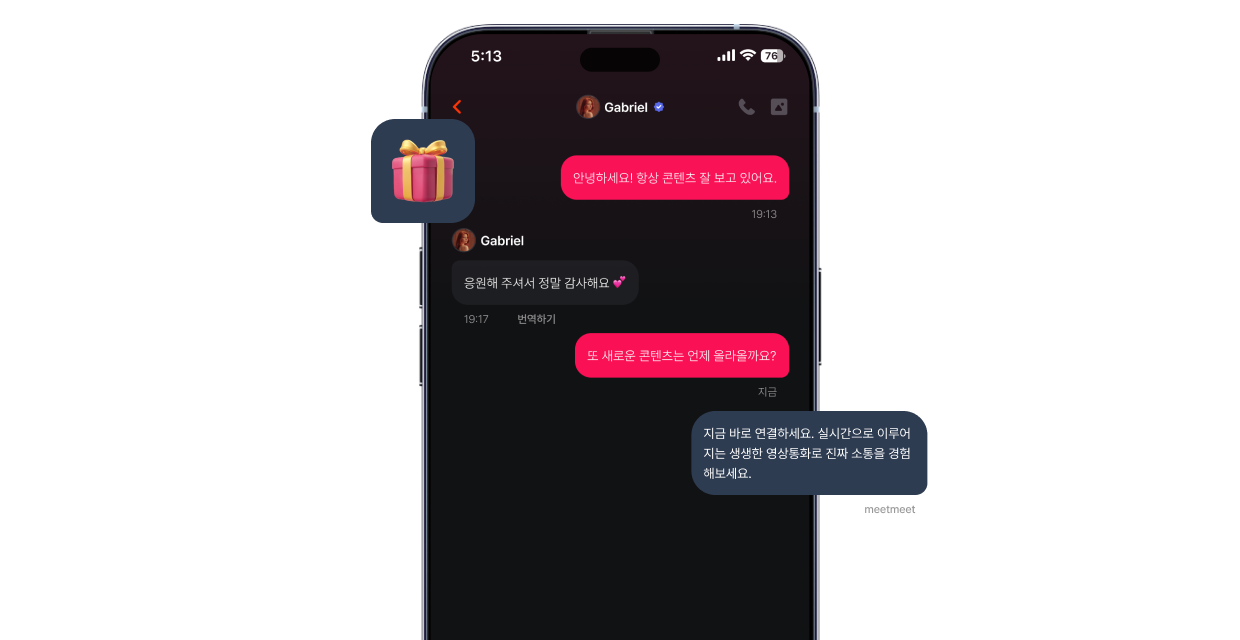 5:13
76
Gabriel
안녕하세요! 항상 콘텐츠 잘 보고 있어요.
19:13
Gabriel
응원해 주셔서 정말 감사해요 💕
19:17 번역하기
또 새로운 콘텐츠는 언제 올라올까요?
지금
지금 바로 연결하세요. 실시간으로 이루어
지는 생생한 영상통화로 진짜 소통을 경험
해보세요.
meetmeet